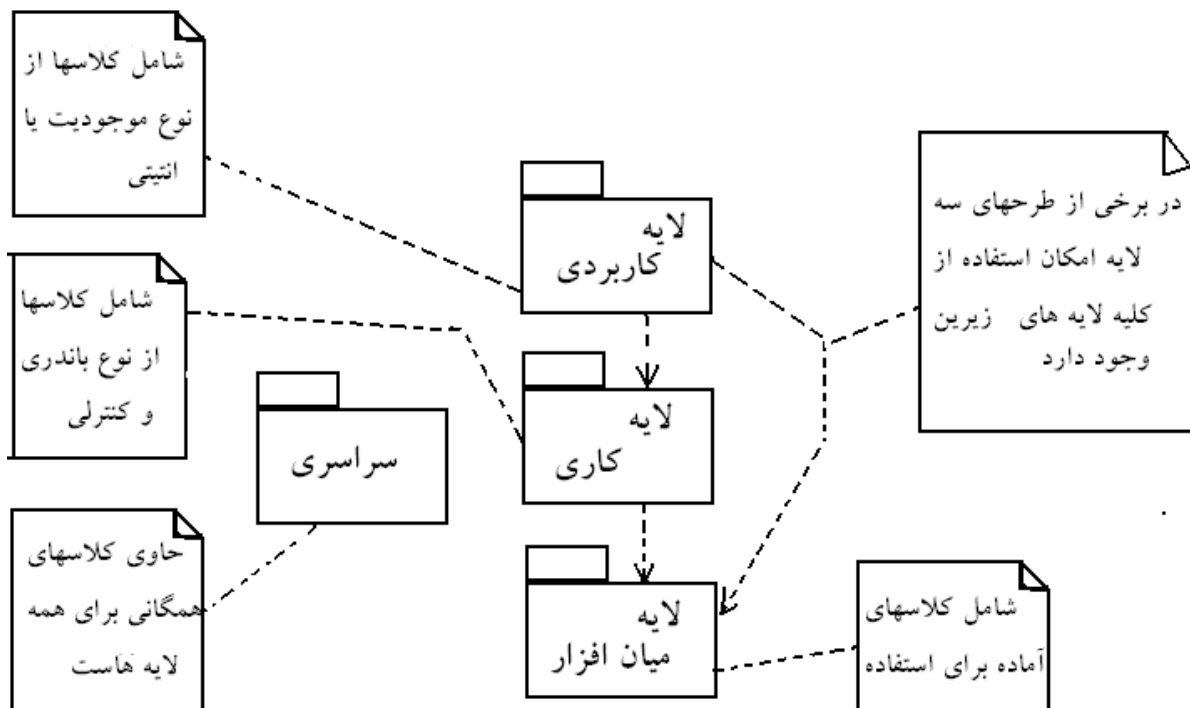 شامل کلاسها از
نوع موجودیت یا
انتیتی
لایه
کاربردی
در برخی از طرحهای سه
لایه امکان استفاده از
کلیه لایه های زیرین
وجود دارد
شامل کلاسها
از نوع باندری
و کنترلی
سراسری
لایه
کاری
حاوی کلاسهای
همگانی برای همه
لایه هاست
لایه
میان افزار
شامل کلاسهای
آماده برای استفاده